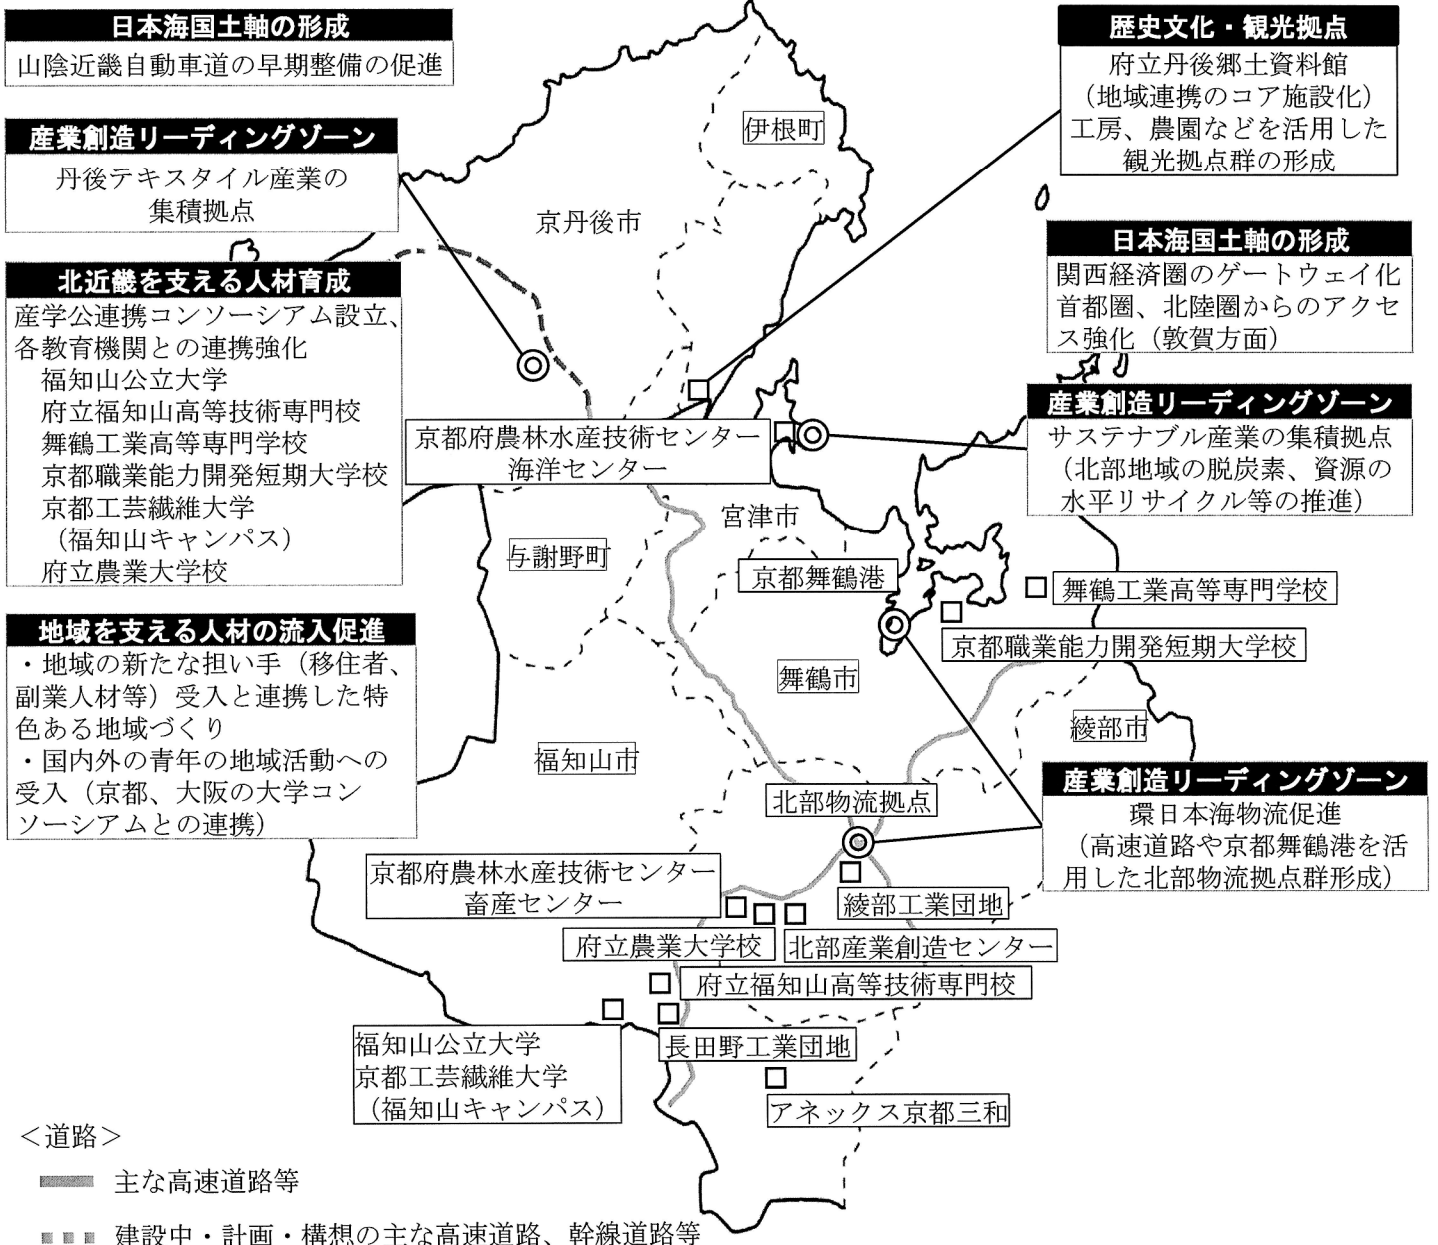 日本海国土軸の形成
山陰近畿自動車道の早期整備の促進
産業創造リーディングゾーン
丹後テキスタイル産業の
集積拠点
北近畿を支える人材育成
産学公連携コンソーシアム設立、
各教育機関との連携強化
福知山公立大学
府立福知山高等技術専門校
舞鶴工業高等専門学校
京都職業能力開発短期大学校
京都工芸繊維大学
（福知山キャンパス）
府立農業大学校
地域を支える人材の流入促進
・地域の新たな担い手（移住者、
副業人材等）受入と連携した特
色ある地域づくり
・国内外の青年の地域活動への
受入（京都、大阪の大学コン
ソーシアムとの連携）
歴史文化・観光拠点
府立丹後郷土資料館
（地域連携のコア施設化）
工房、農園などを活用した
観光拠点群の形成
日本海国土軸の形成
関西経済圏のゲートウェイ化
首都圏、北陸圏からのアクセ
ス強化（敦賀方面）
産業創造リーディングゾーン
サステナブル産業の集積拠点
（北部地域の脱炭素、資源の
水平リサイクル等の推進）
伊根町
京丹後市
京都府農林水産技術センター
海洋センター
宮津市
与謝野町
京都舞鶴港
舞鶴工業高等専門学校
京都職業能力開発短期大学校
舞鶴市
綾部市
福知山市
北部物流拠点
産業創造リーディングゾーン
環日本海物流促進
（高速道路や京都舞鶴港を活
用した北部物流拠点群形成）
京都府農林水産技術センター
畜産センター
綾部工業団地
府立農業大学校
北部産業創造センター
府立福知山高等技術専門校
福知山公立大学
京都工芸繊維大学
（福知山キャンパス）
長田野工業団地
アネックス京都三和
＜道路＞
主な高速道路等
建設中・計画・構想の主な高速道路、幹線道路等